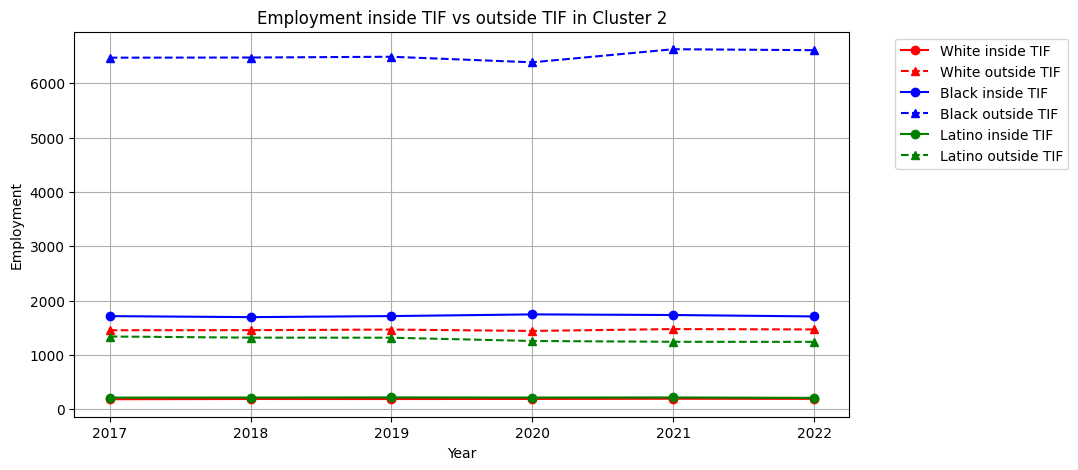 Employment inside TIF vs outside TIF in Cluster 2
White inside TIF
White outside TIF
Black inside TIF
Black outside TIF
Latino inside TIF
Latino outside TIF
Employment
6000
5000
4000
3000
2000
1000
0
2017 2018 2019 2020 2021 2022
Year